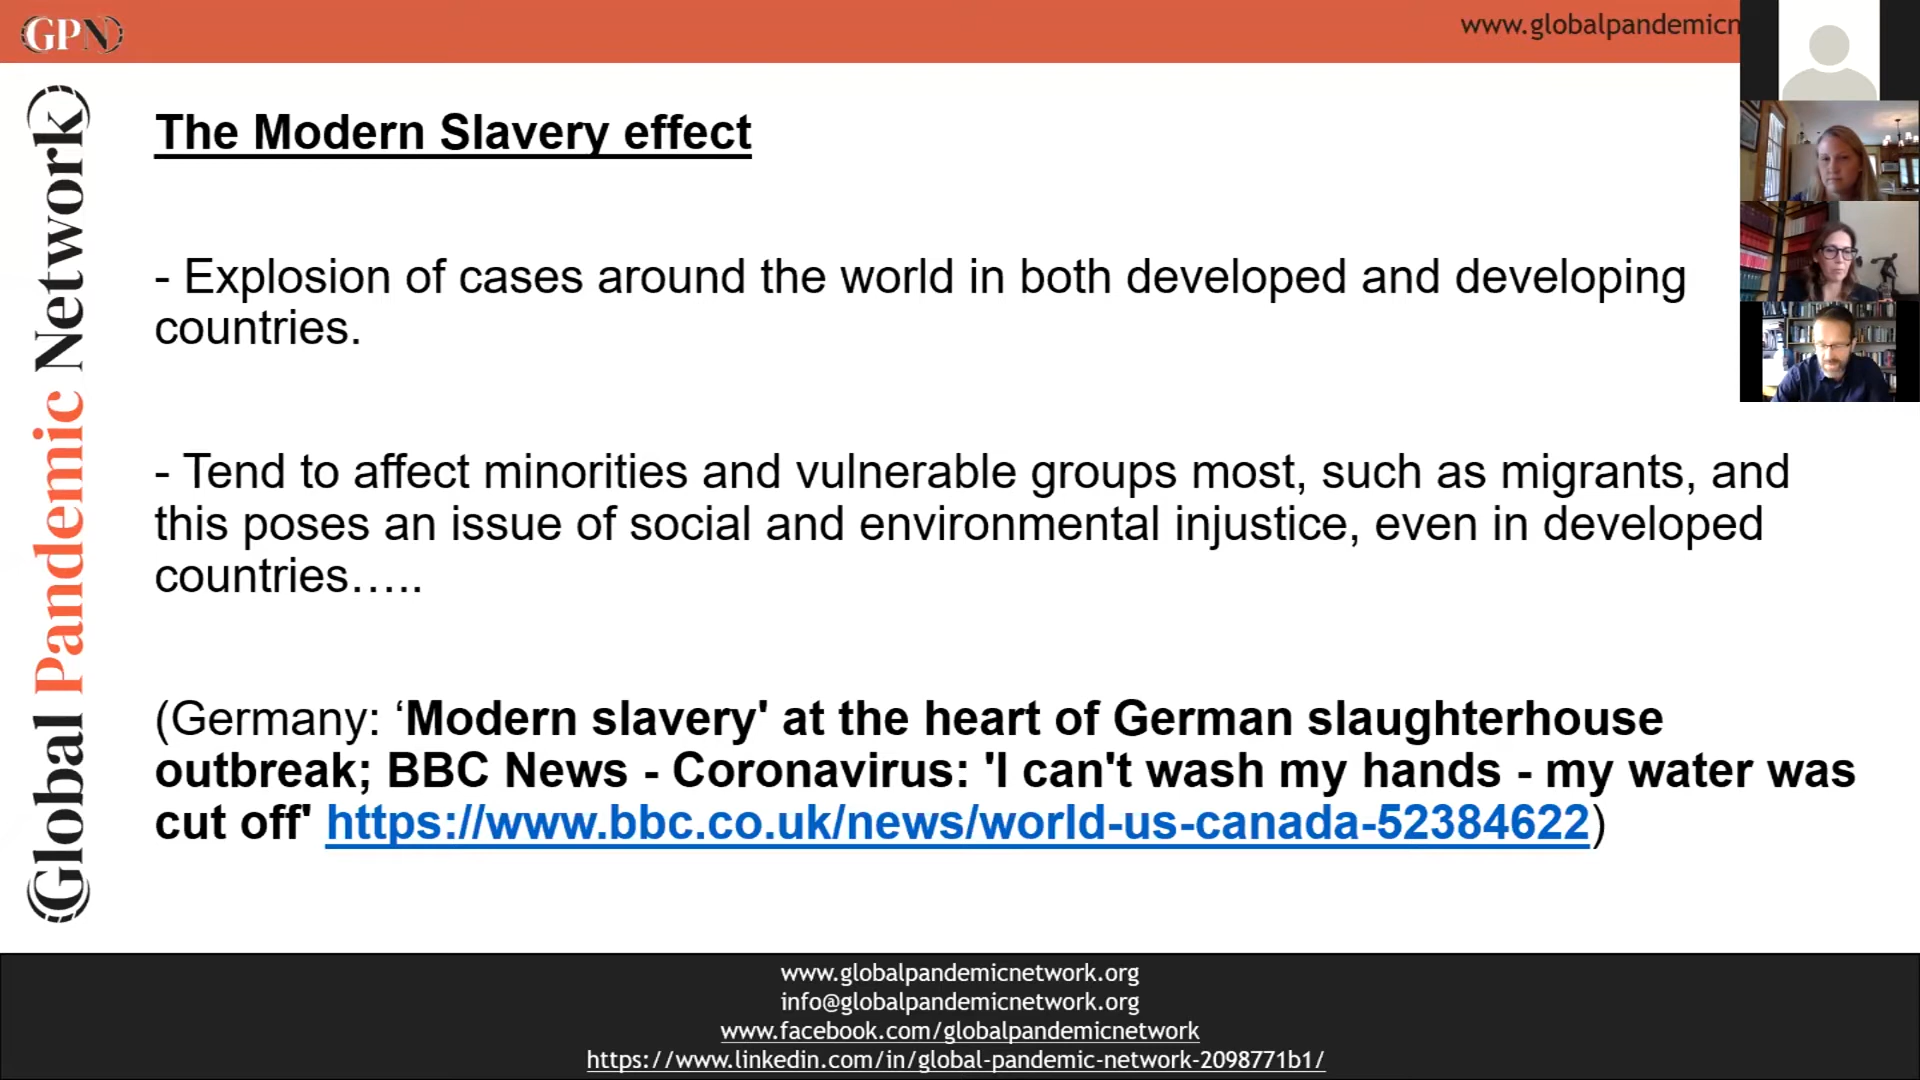 GPN
www.globalpandemicn
Global Pandemic Network
The Modern Slavery effect
- Explosion of cases around the world in both developed and developing
countries.
- Tend to affect minorities and vulnerable groups most, such as migrants, and
this poses an issue of social and environmental injustice, even in developed
countries…..
(Germany: ‘Modern slavery' at the heart of German slaughterhouse
outbreak; BBC News - Coronavirus: 'I can't wash my hands - my water was
cut off' https://www.bbc.co.uk/news/world-us-canada-52384622)
www.globalpandemicnetwork.org
info@globalpandemicnetwork.org
www.facebook.com/globalpandemicnetwork
https://www.linkedin.com/in/global-pandemic-network-2098771b1/